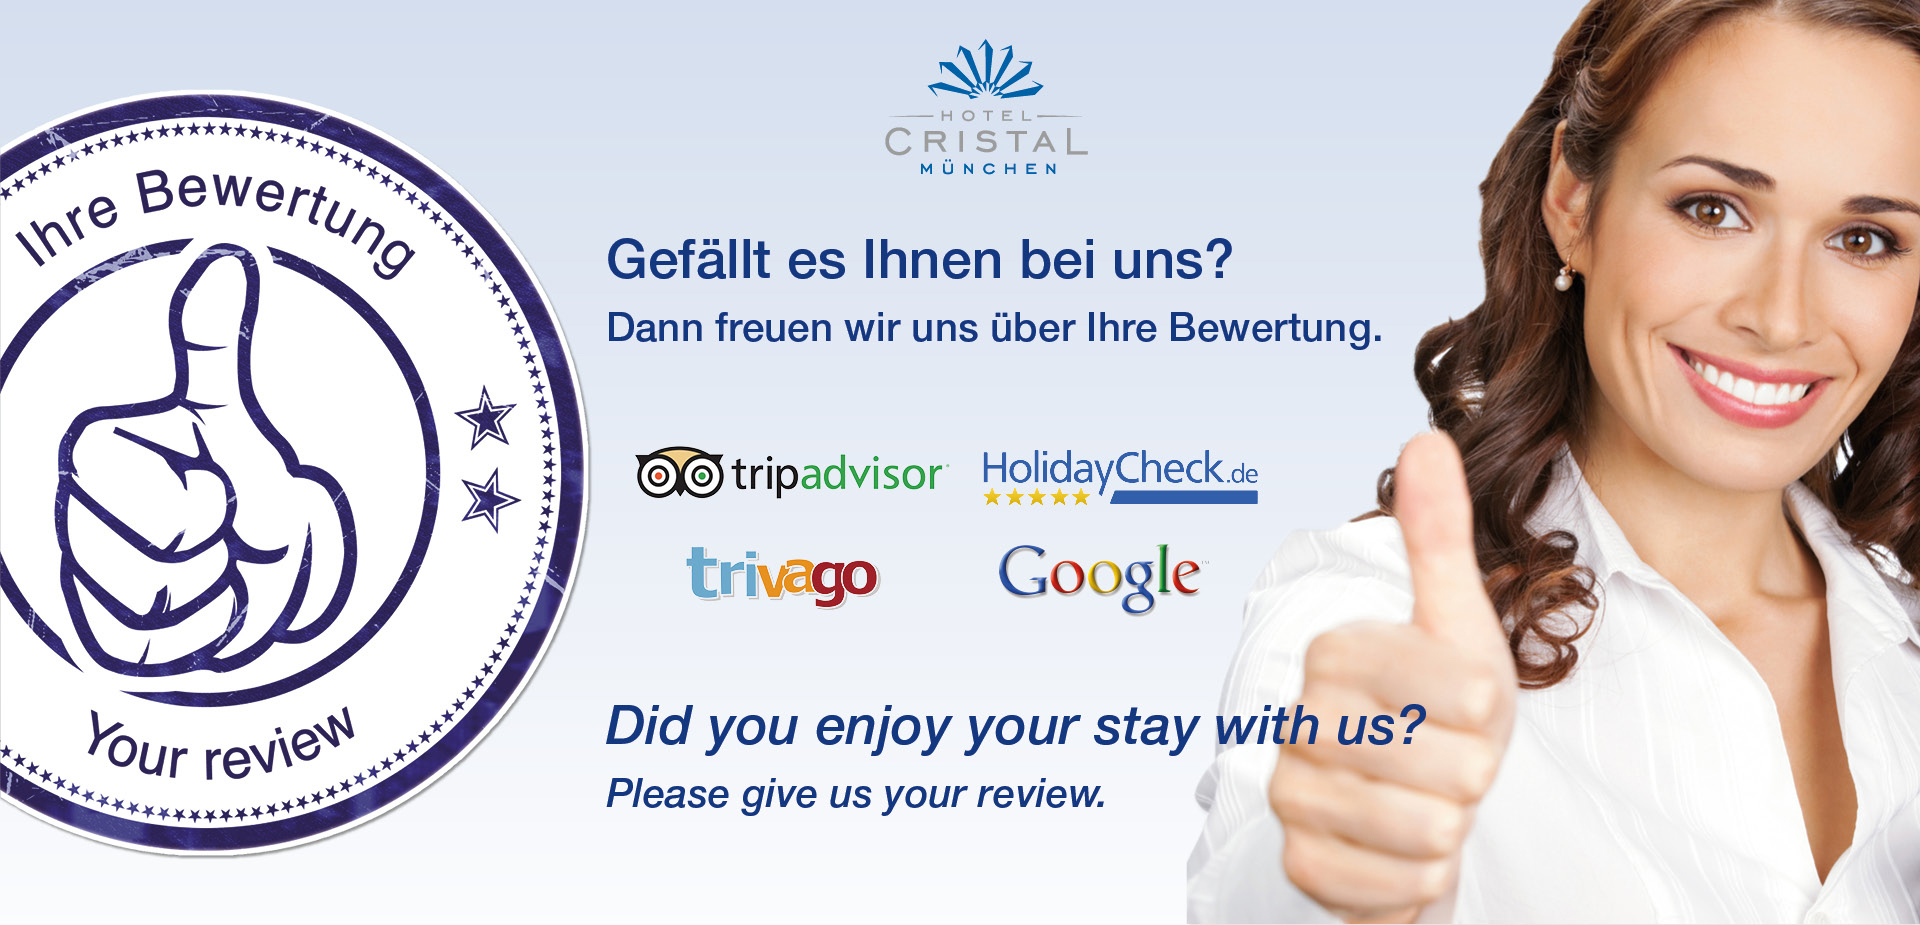 HOTEL
CRISTAL
MÜNCHEN
Ihre Bewertung
Your review
Gefällt es Ihnen bei uns?
Dann freuen wir uns über Ihre Bewertung.
tripadvisor
HolidayCheck.de
trivago
Google™
Did you enjoy your stay with us?
Please give us your review.